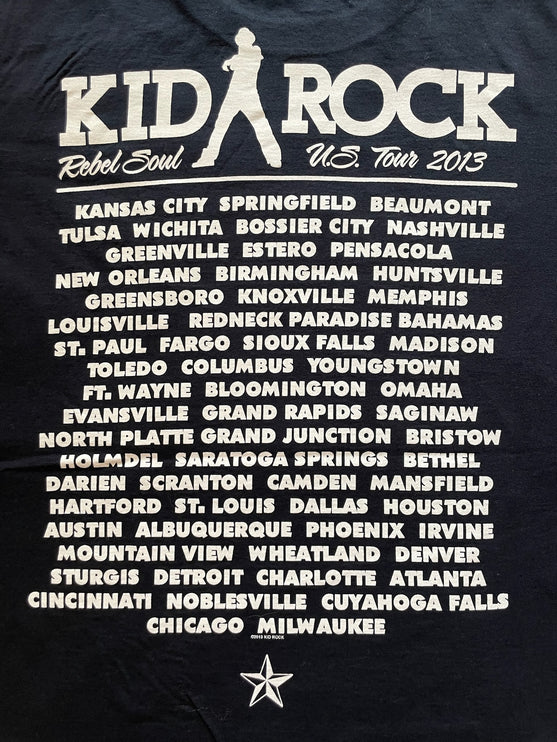 KID ROCK
Rebel Soul U.S. Tour 2013
KANSAS CITY SPRINGFIELD BEAUMONT
TULSA WICHITA BOSSIER CITY NASHVILLE
GREENVILLE ESTERO PENSACOLA
NEW ORLEANS BIRMINGHAM HUNTSVILLE
GREENSBORO KNOXVILLE MEMPHIS
LOUISVILLE REDNECK PARADISE BAHAMAS
ST. PAUL FARGO SIOUX FALLS MADISON
TOLEDO COLUMBUS YOUNGSTOWN
FT. WAYNE BLOOMINGTON OMAHA
EVANSVILLE GRAND RAPIDS SAGINAW
NORTH PLATTE GRAND JUNCTION BRISTOW
HOLMDEL SARATOGA SPRINGS BETHEL
DARIEN SCRANTON CAMDEN MANSFIELD
HARTFORD ST. LOUIS DALLAS HOUSTON
AUSTIN ALBUQUERQUE PHOENIX IRVINE
MOUNTAIN VIEW WHEATLAND DENVER
STURGIS DETROIT CHARLOTTE ATLANTA
CINCINNATI NOBLESVILLE CUYAHOGA FALLS
CHICAGO MILWAUKEE
©2013 KID ROCK